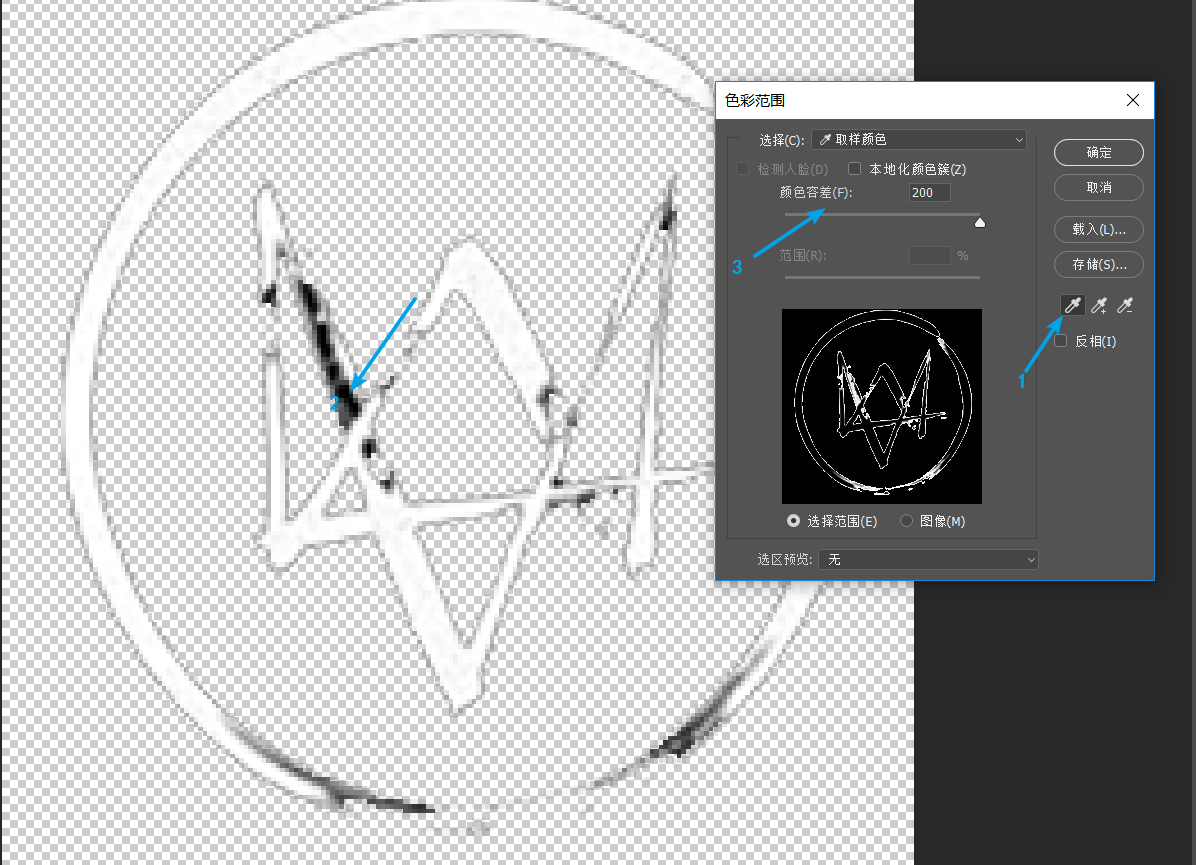 色彩范围
选择(C): 取样颜色
检测人脸(D) 本地化颜色簇(Z)
颜色容差(F): 200
范围(R): %
选择范围(E) 图像(M)
选区预览: 无
确定
取消
载入(L)...
存储(S)...
反相(I)
1
2
3